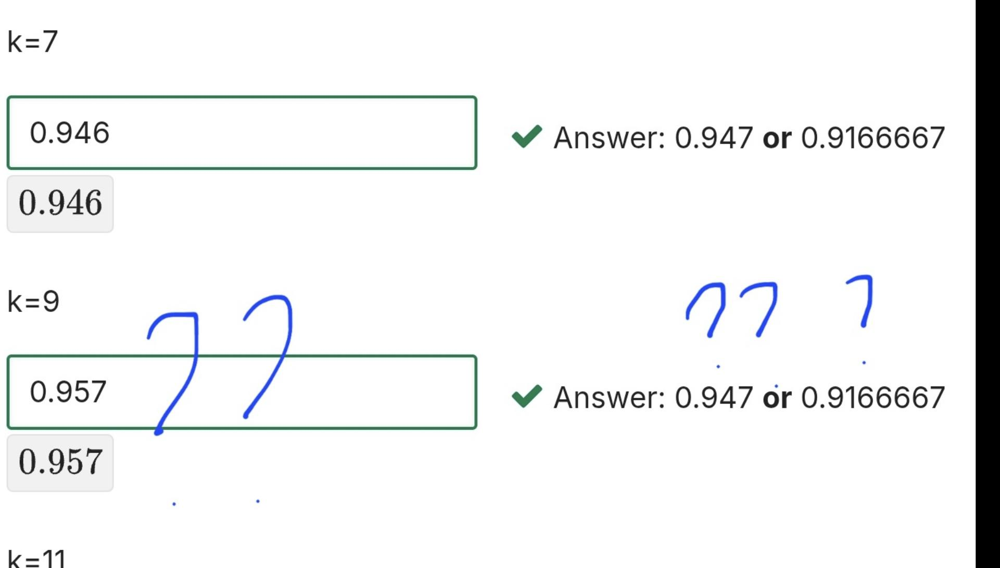 k=7
0.946
✔ Answer: 0.947 or 0.9166667
0.946
k=9
??
???
0.957
✔ Answer: 0.947 or 0.9166667
0.957
k=11